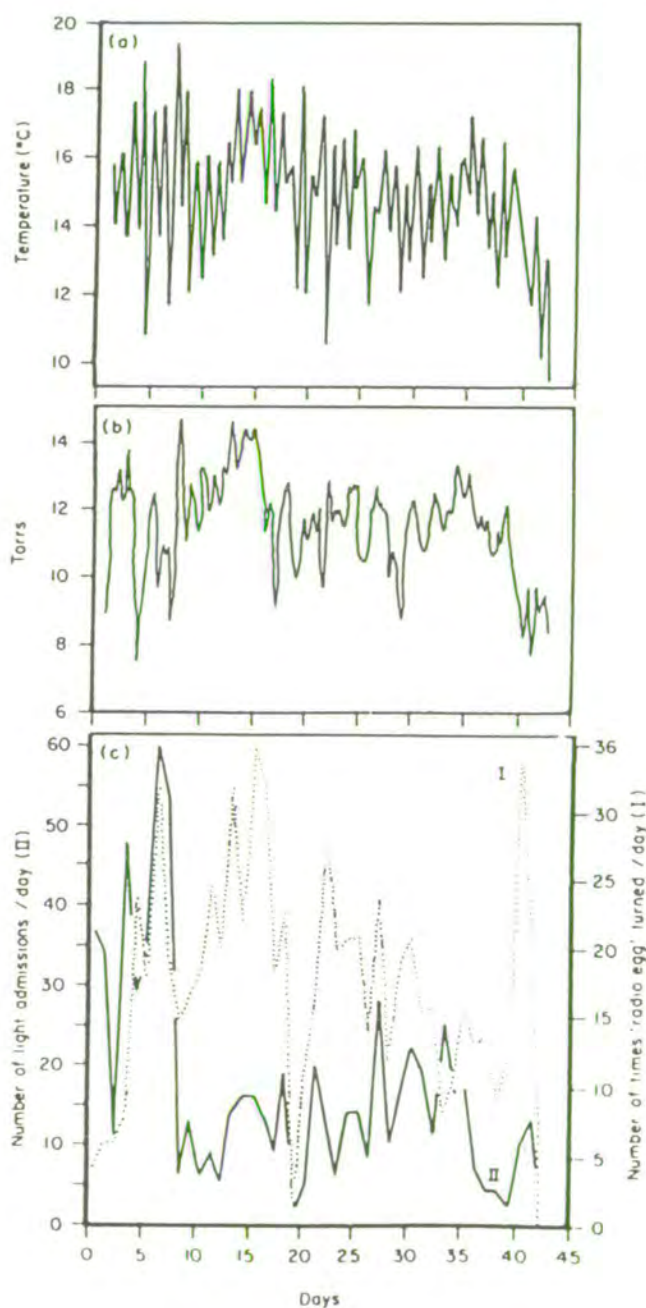 (a)
20
18
16
14
12
10
Temperature (°C)
(b)
14
12
10
8
6
Torrs
(c)
60
50
40
30
20
10
0
Number of light admissions / day (II)
I
II
36
30
25
20
15
10
5
0
Number of times 'radio egg' turned / day (I)
0 5 10 15 20 25 30 35 40 45
Days